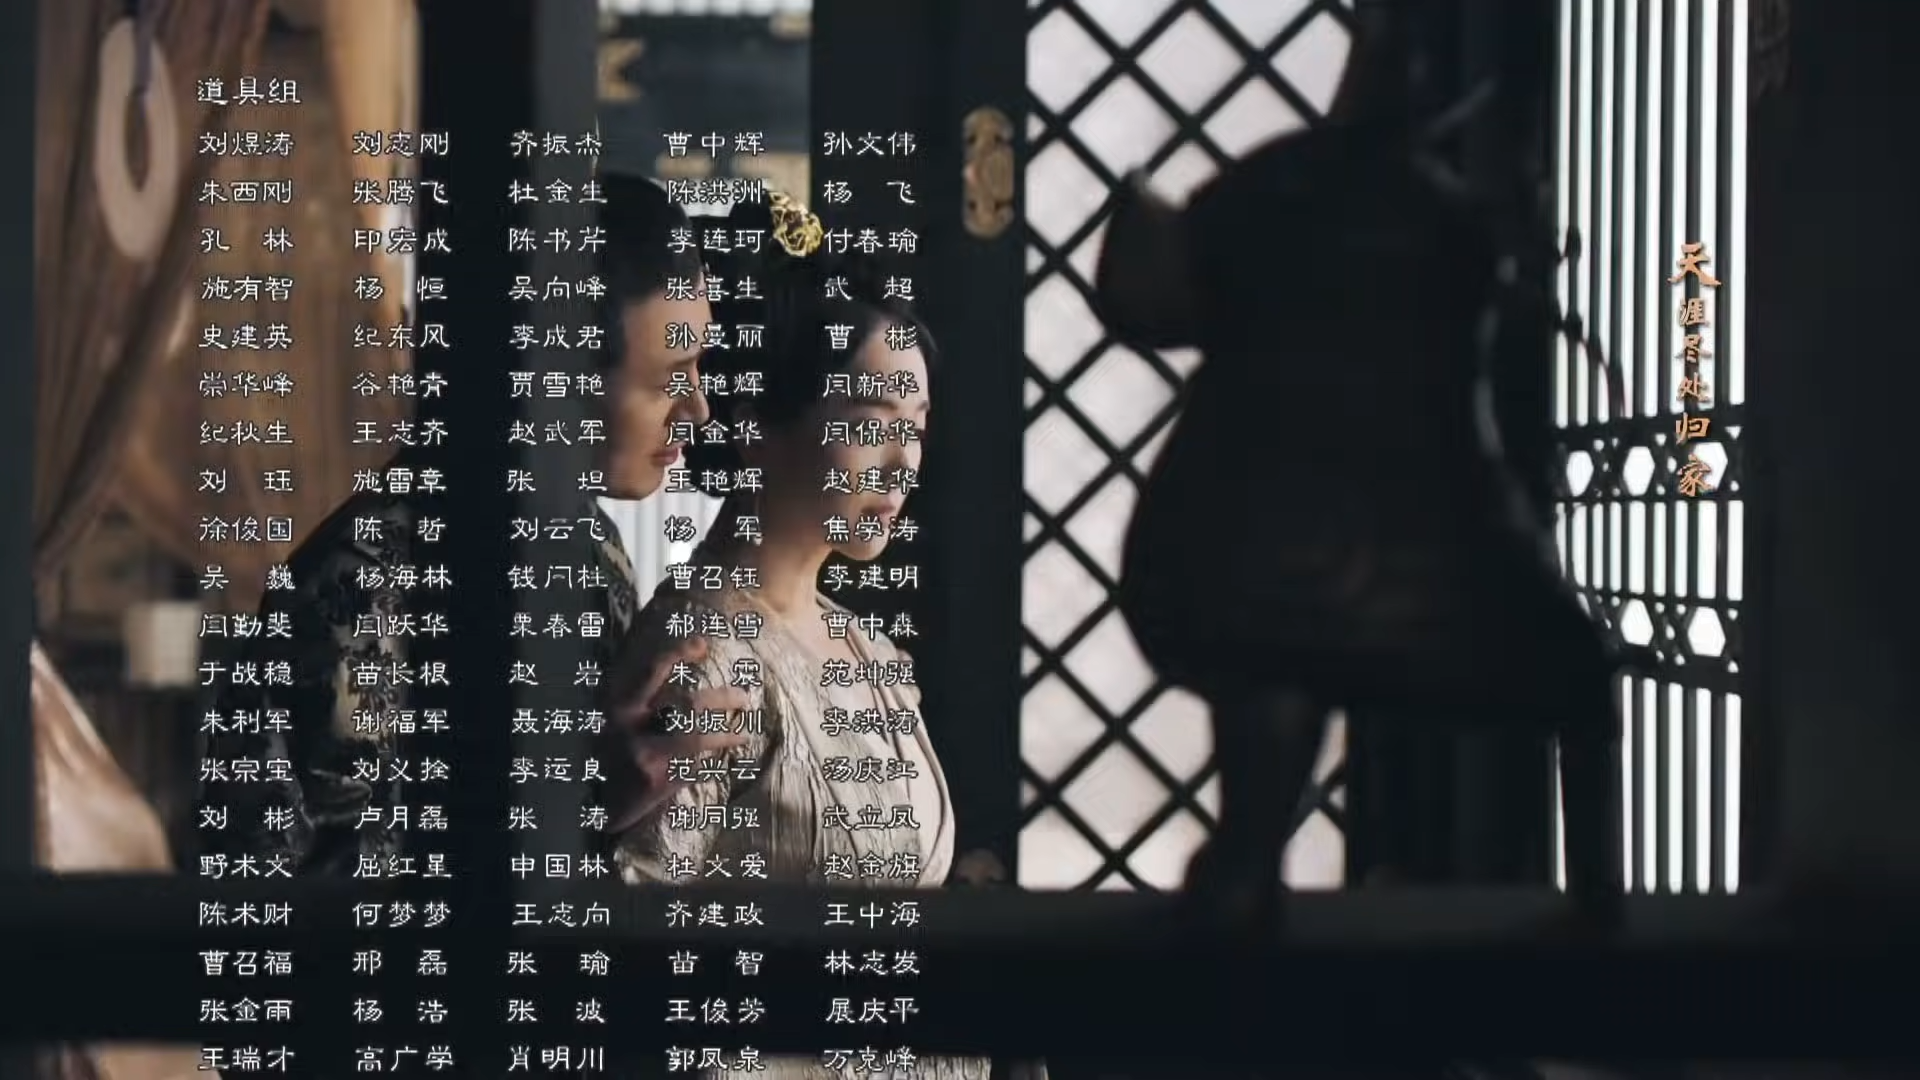 道具组
刘煜涛 刘志刚 齐振杰 曹中辉 孙文伟
朱西刚 张腾飞 杜金生 陈洪洲 杨 飞
孔 林 印宏成 陈书芹 李连珂 付春瑜
施有智 杨 恒 吴向峰 张喜生 武 超
史建英 纪东风 李成君 孙曼丽 曹 彬
崇华峰 谷艳青 贾雪艳 吴艳辉 闫新华
纪秋生 王志齐 赵武军 闫金华 闫保华
刘 珏 施雷章 张 坦 王艳辉 赵建华
徐俊国 陈 哲 刘云飞 杨 军 焦学涛
吴 巍 杨海林 钱闩柱 曹召钰 李建明
闫勤斐 闫跃华 栗春雷 郝连雪 曹中森
于战稳 苗长根 赵 岩 朱 震 苑坤强
朱利军 谢福军 聂海涛 刘振川 李洪涛
张宗宝 刘义拴 李运良 范兴云 汤庆江
刘 彬 卢月磊 张 涛 谢同强 武立凤
野术文 屈红星 申国林 杜文爱 赵金旗
陈术财 何梦梦 王志向 齐建政 王中海
曹召福 邢 磊 张 瑜 苗 智 林志发
张金雨 杨 浩 张 波 王俊芳 展庆平
王瑞才 高广学 肖明川 郭凤泉 万克峰
天涯尽处归家